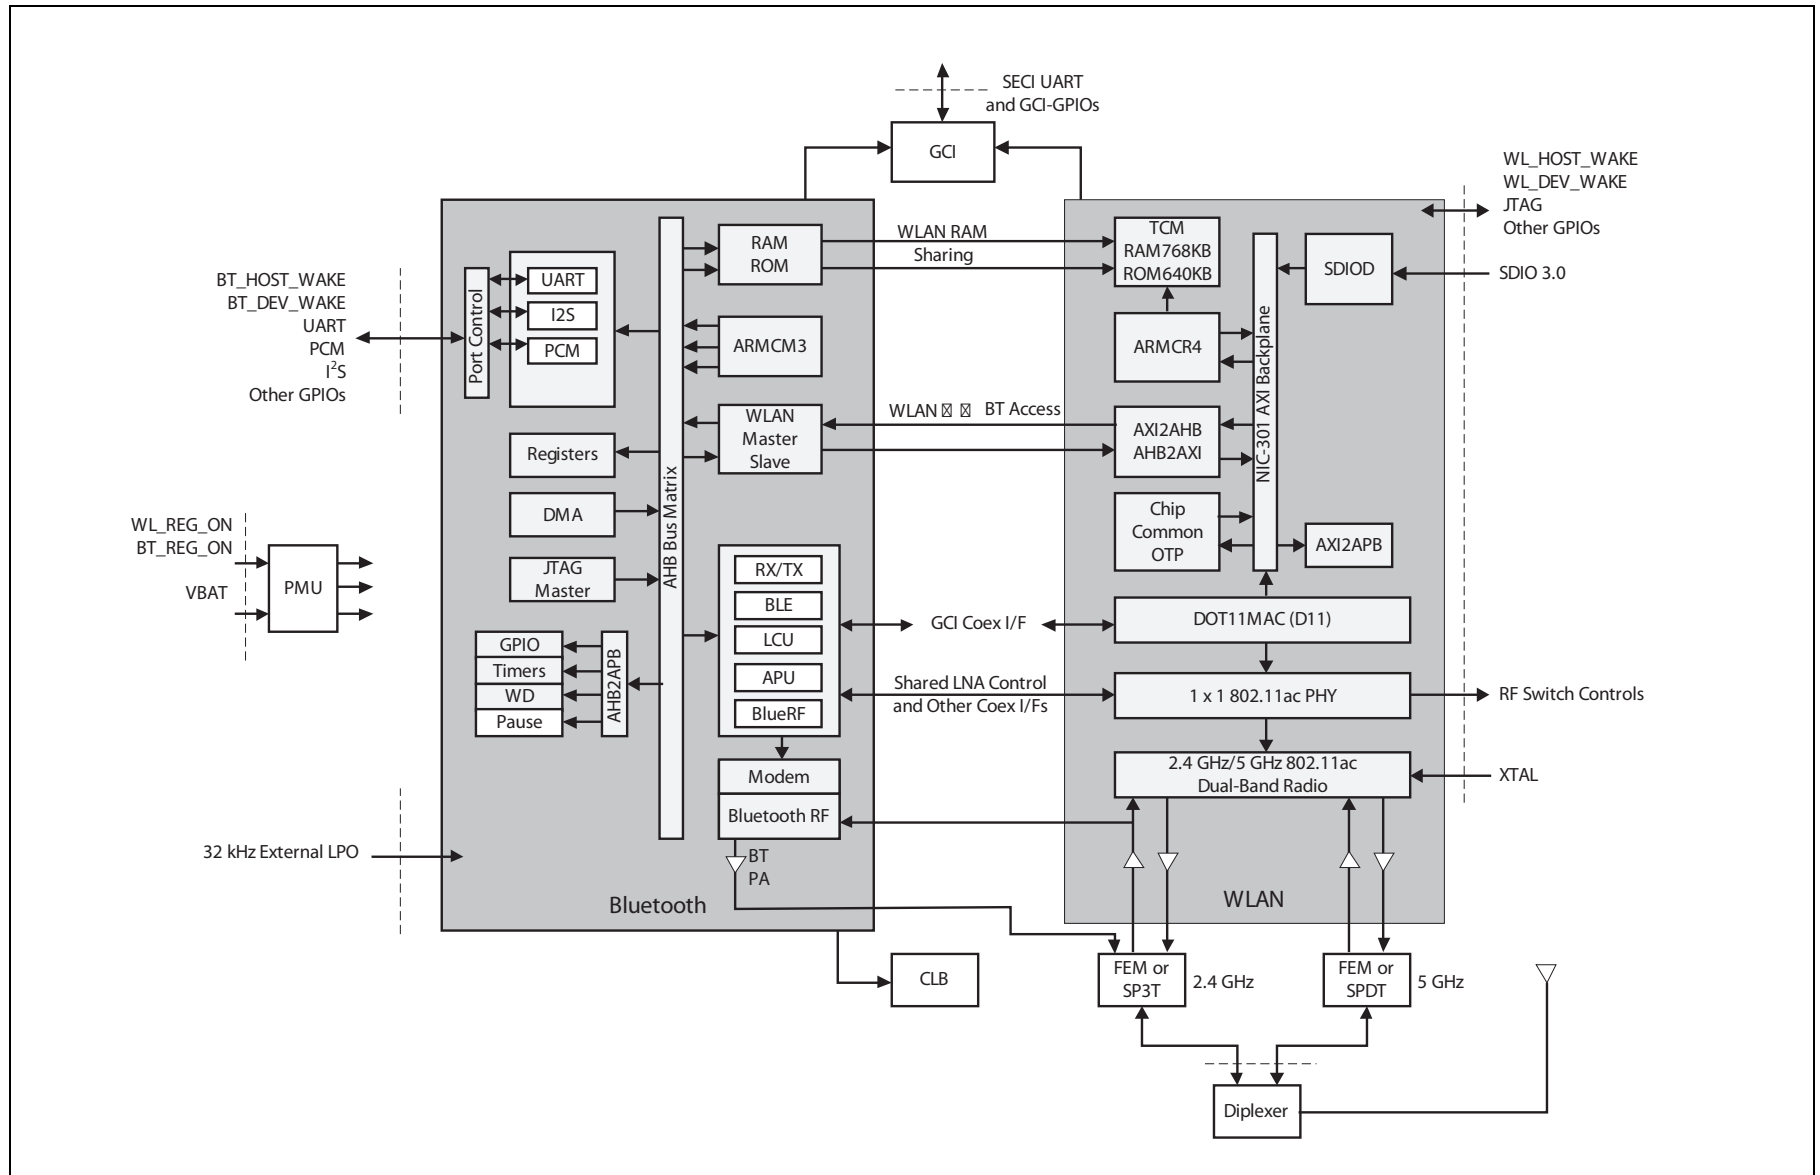 SECI UART
and GCI-GPIOs
GCI
WL_HOST_WAKE
WL_DEV_WAKE
JTAG
Other GPIOs
SDIO 3.0
BT_HOST_WAKE
BT_DEV_WAKE
UART
PCM
I²S
Other GPIOs
Port Control
UART
I2S
PCM
Registers
DMA
JTAG
Master
GPIO
Timers
WD
Pause
AHB2APB
AHB Bus Matrix
RAM
ROM
ARMCM3
WLAN
Master
Slave
RX/TX
BLE
LCU
APU
BlueRF
Modem
Bluetooth RF
BT
PA
Bluetooth
WLAN RAM
Sharing
WLAN BT Access
GCI Coex I/F
Shared LNA Control
and Other Coex I/Fs
TCM
RAM768KB
ROM640KB
ARMCR4
AXI2AHB
AHB2AXI
Chip
Common
OTP
NIC-301 AXI Backplane
SDIOD
AXI2APB
DOT11MAC (D11)
1 x 1 802.11ac PHY
2.4 GHz/5 GHz 802.11ac
Dual-Band Radio
WLAN
RF Switch Controls
XTAL
WL_REG_ON
BT_REG_ON
VBAT
PMU
32 kHz External LPO
CLB
FEM or
SP3T
2.4 GHz
FEM or
SPDT
5 GHz
Diplexer